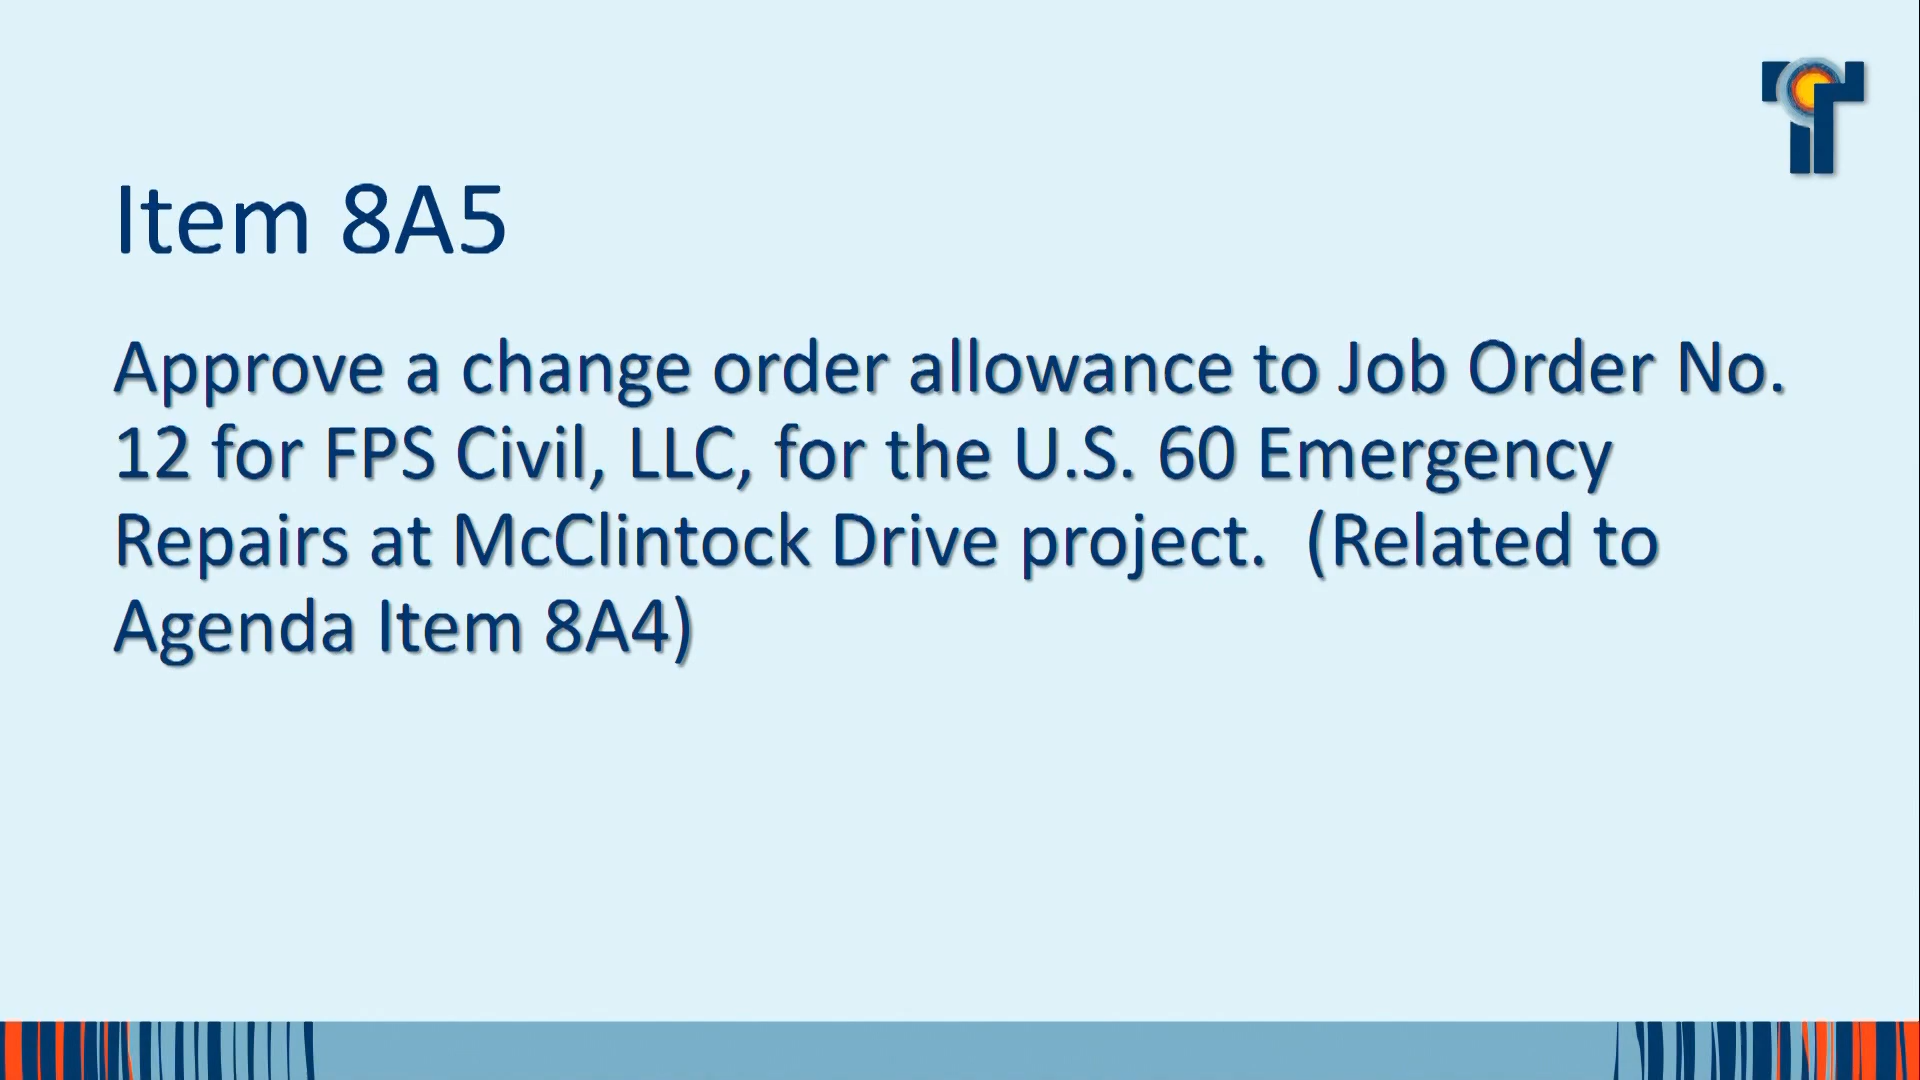 Item 8A5
Approve a change order allowance to Job Order No.
12 for FPS Civil, LLC, for the U.S. 60 Emergency
Repairs at McClintock Drive project.  (Related to
Agenda Item 8A4)